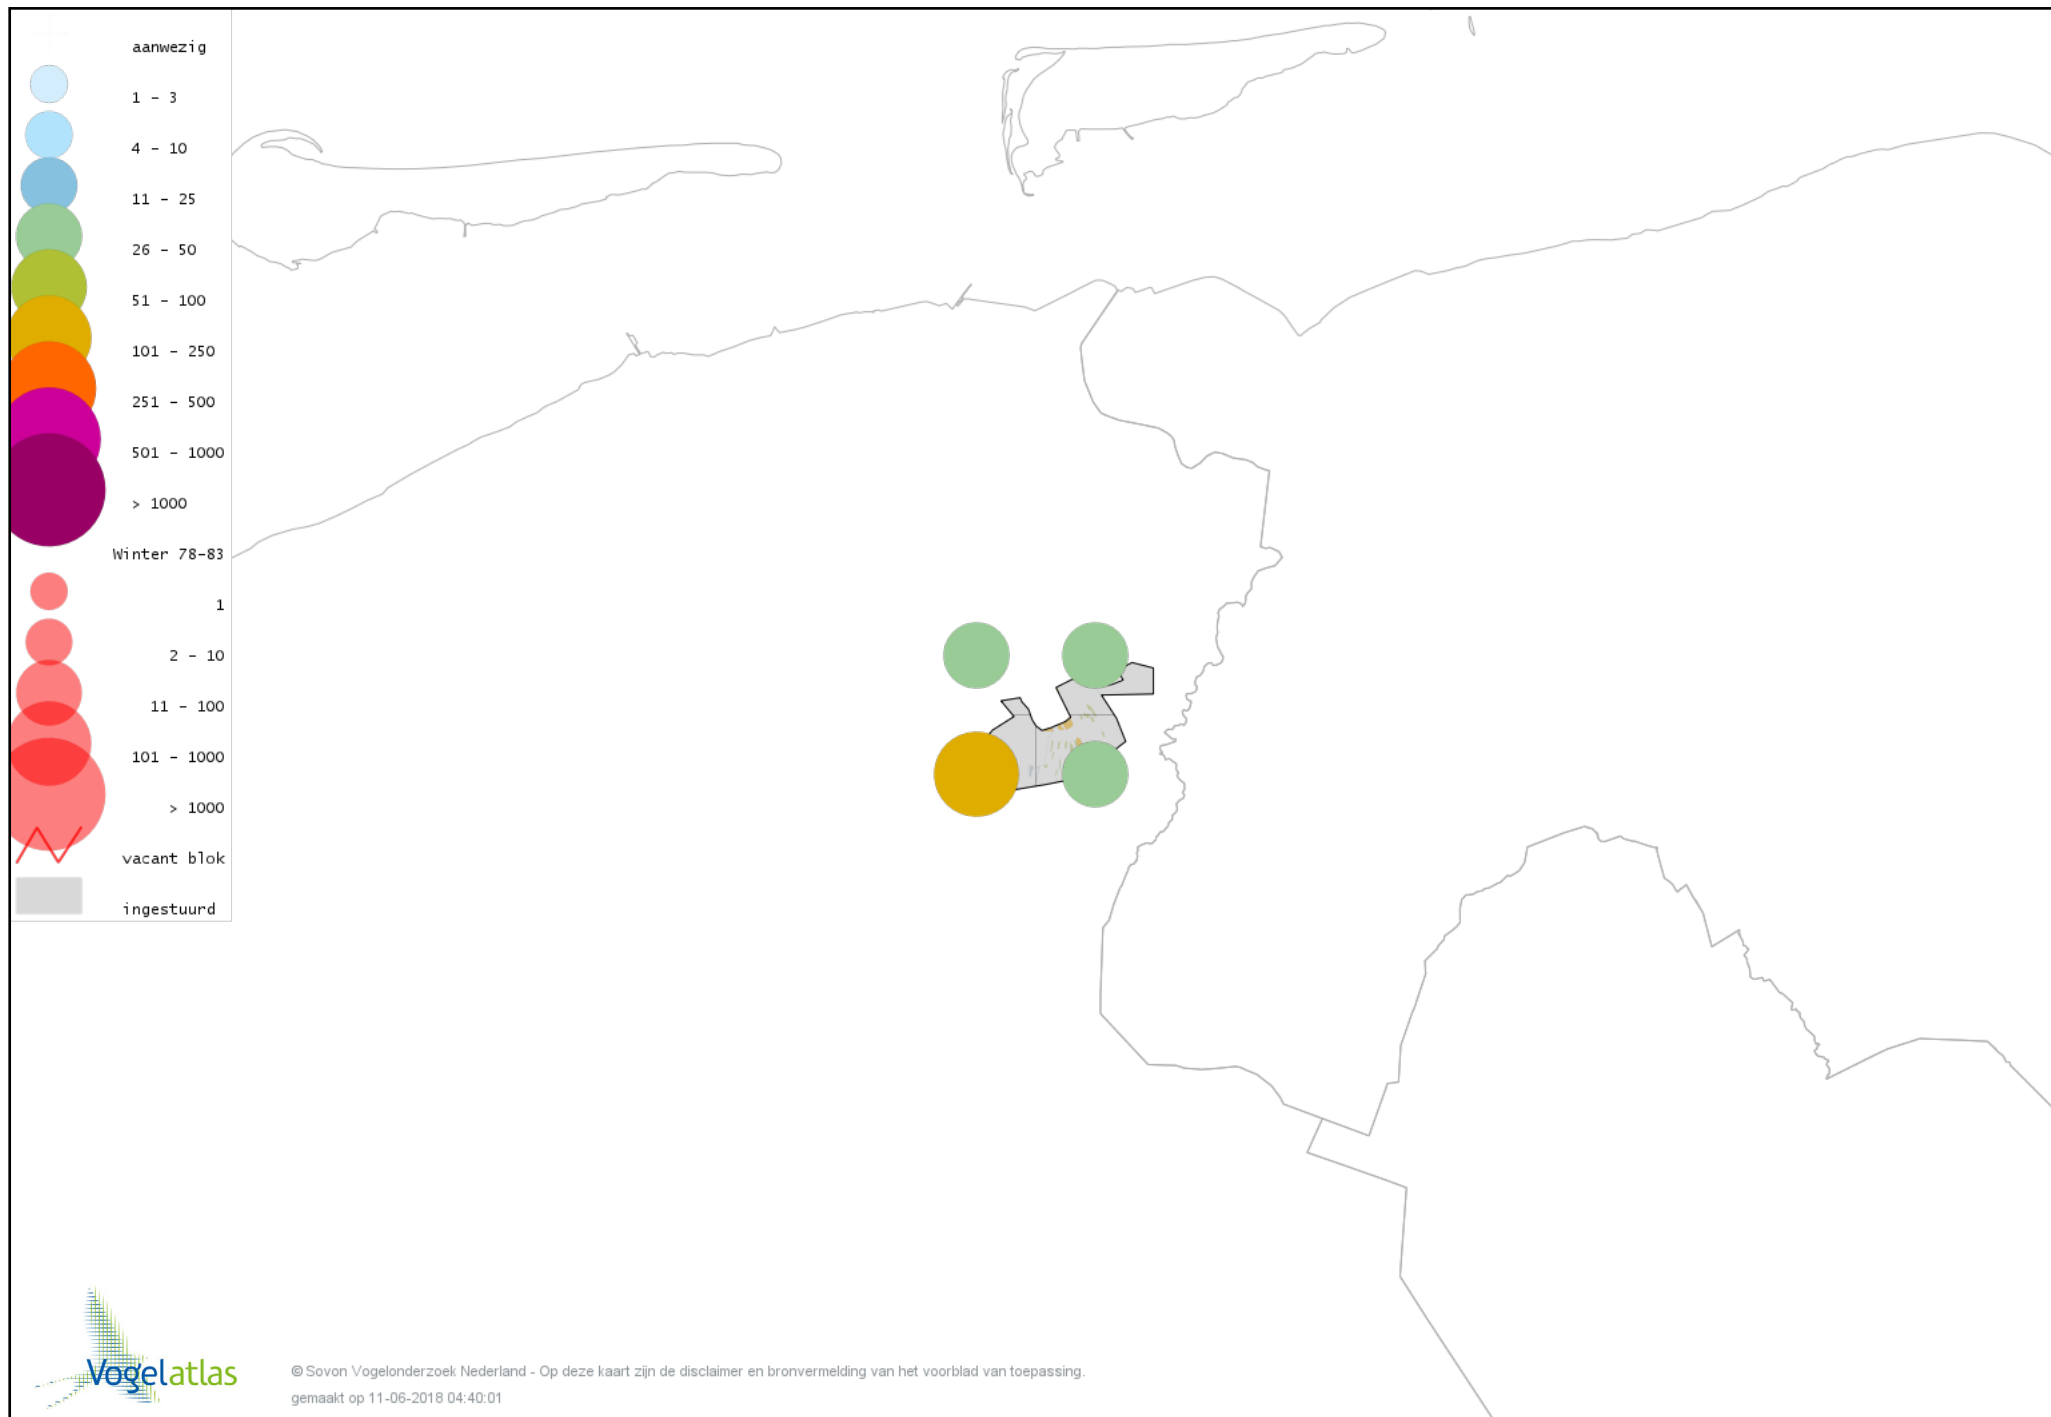 aanwezig
1 - 3
4 - 10
11 - 25
26 - 50
51 - 100
101 - 250
251 - 500
501 - 1000
> 1000
Winter 78-83
1
2 - 10
11 - 100
101 - 1000
> 1000
vacant blok
ingestuurd
Vogelatlas
© Sovon Vogelonderzoek Nederland - Op deze kaart zijn de disclaimer en bronvermelding van het voorblad van toepassing.
gemaakt op 11-06-2018 04:40:01